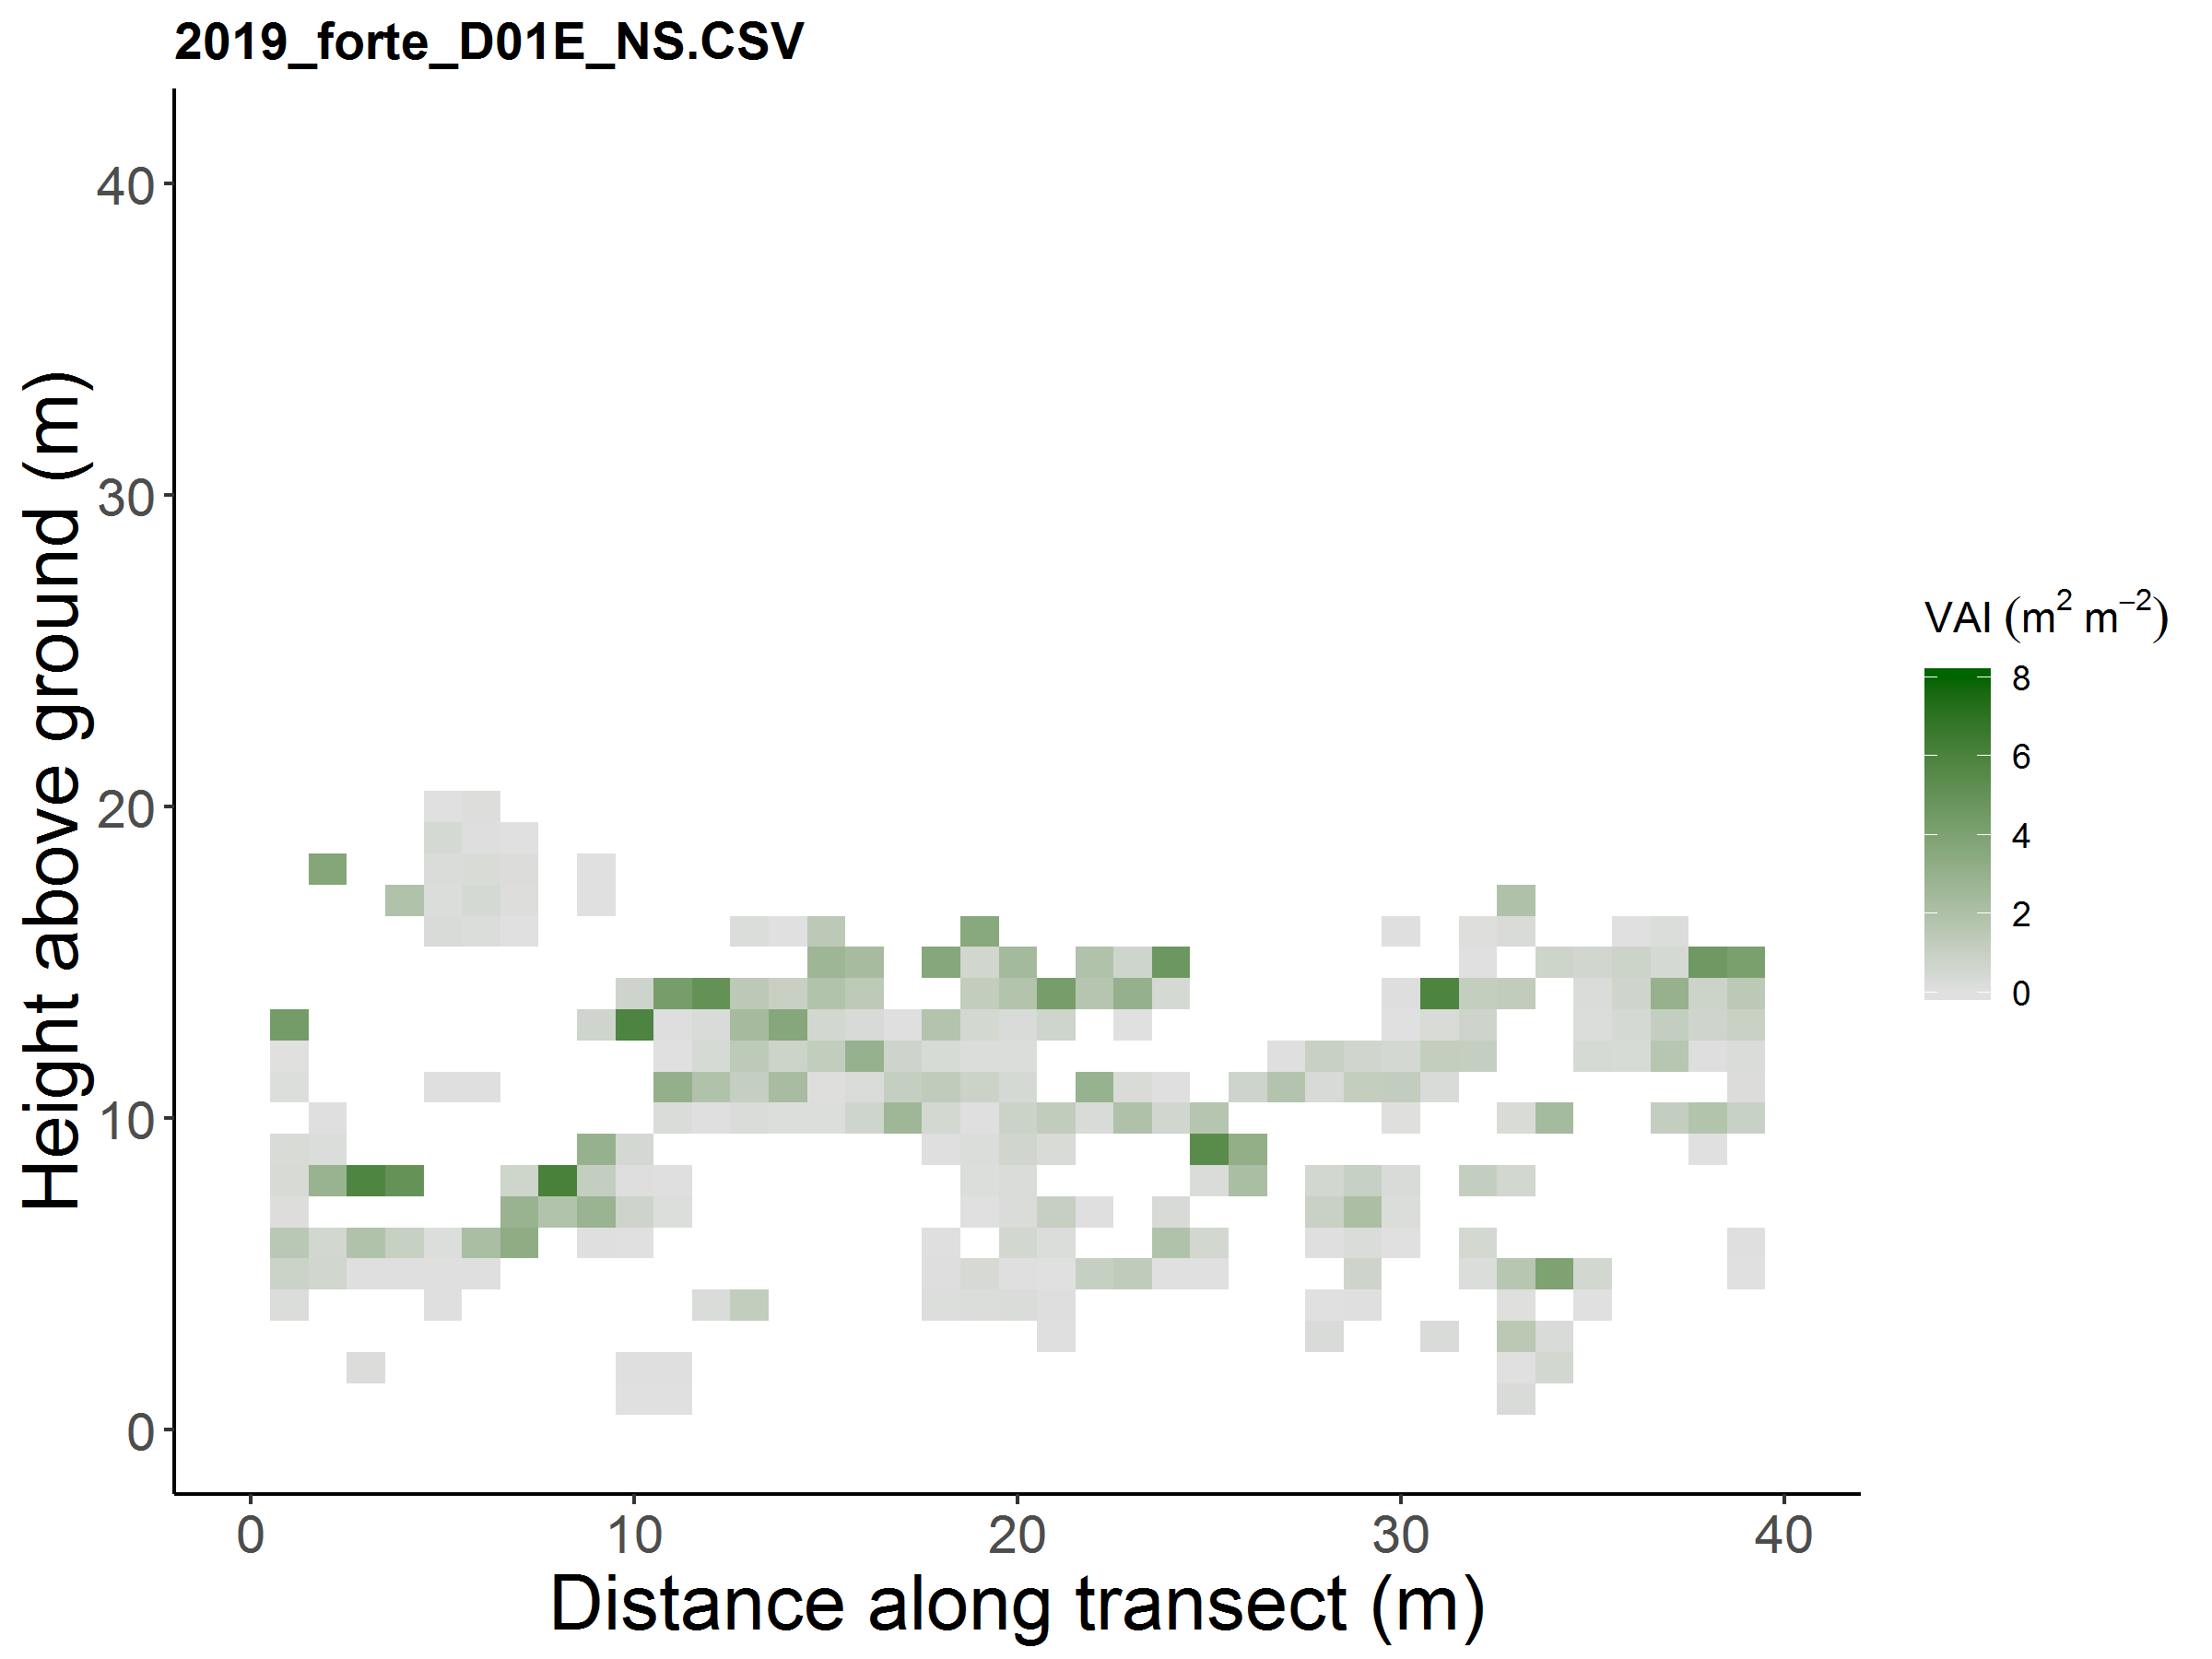 2019_forte_D01E_NS.CSV
Height above ground (m)
40
30
20
10
0
0 10 20 30 40
Distance along transect (m)
VAI (m² m⁻²)
8
6
4
2
0